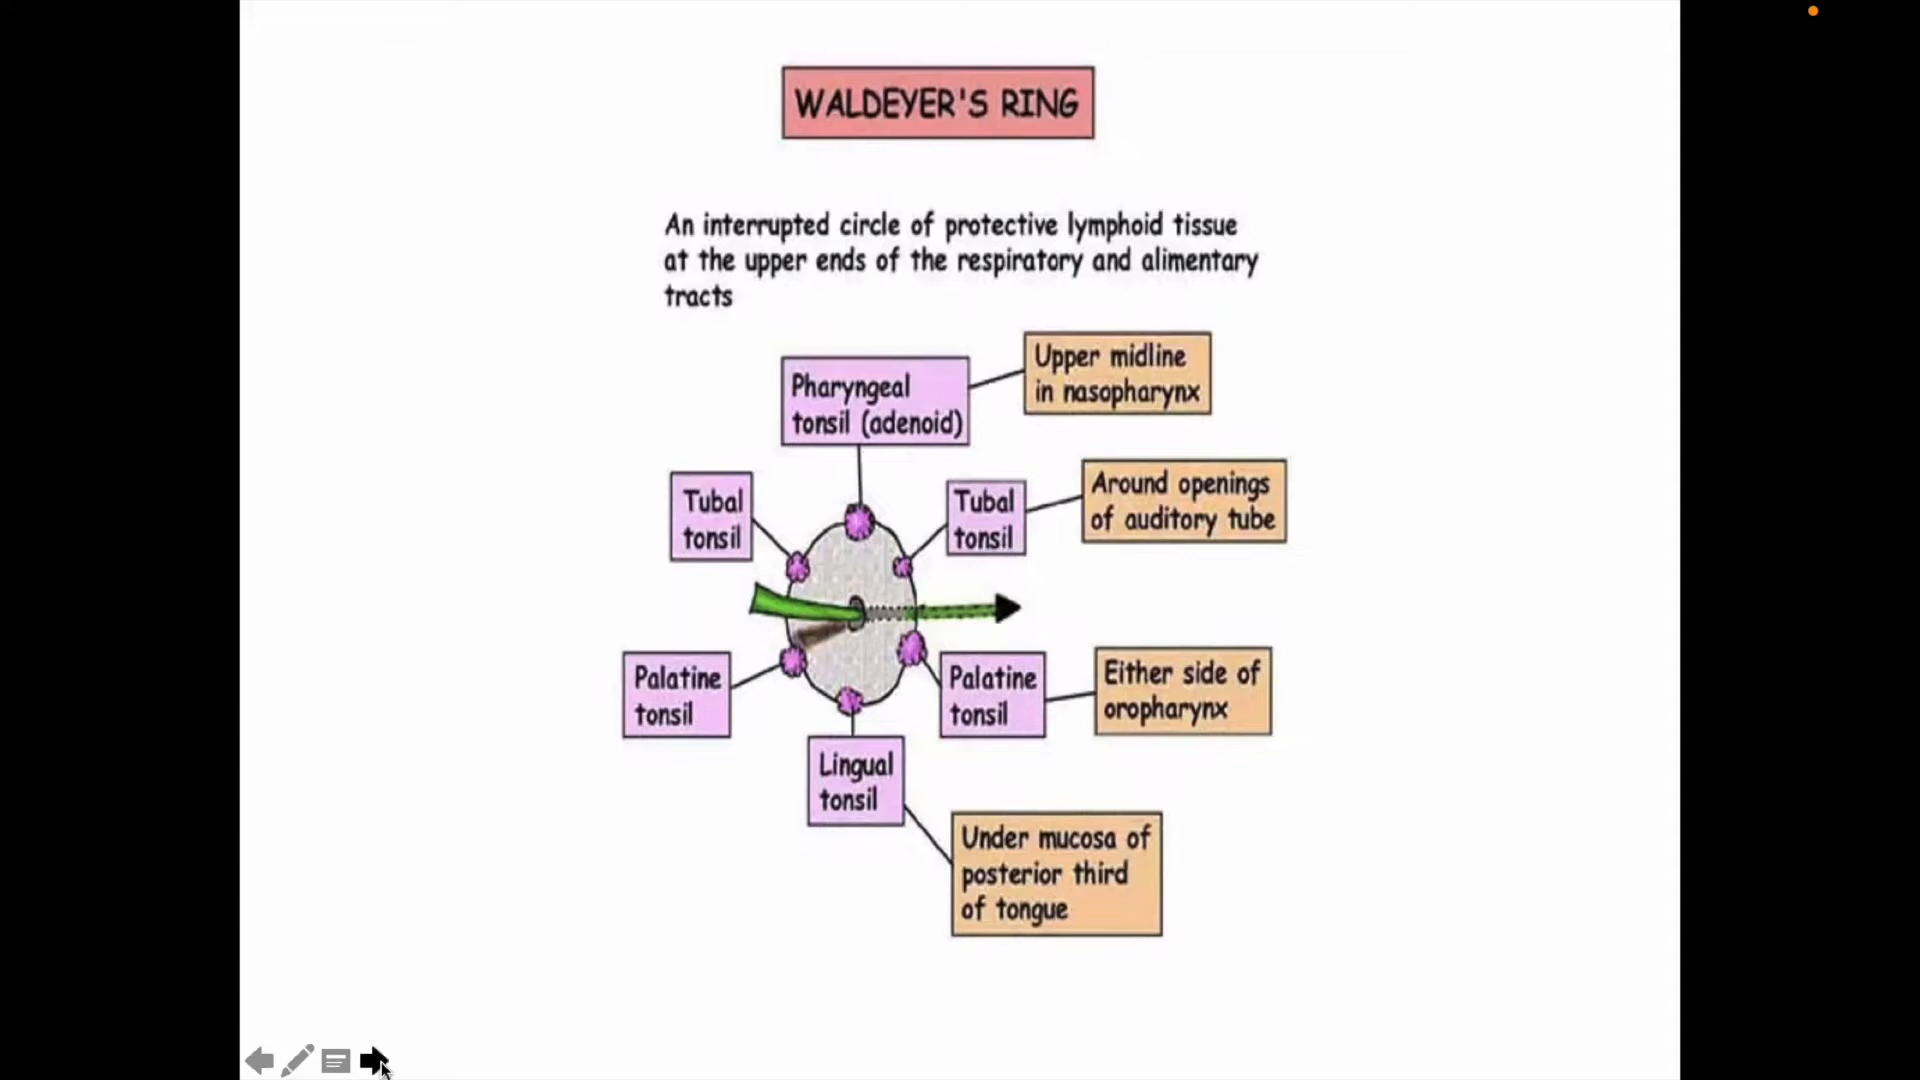 WALDEYER'S RING
An interrupted circle of protective lymphoid tissue
at the upper ends of the respiratory and alimentary
tracts
Upper midline
in nasopharynx
Pharyngeal
tonsil (adenoid)
Tubal
tonsil
Tubal
tonsil
Around openings
of auditory tube
Palatine
tonsil
Palatine
tonsil
Either side of
oropharynx
Lingual
tonsil
Under mucosa of
posterior third
of tongue